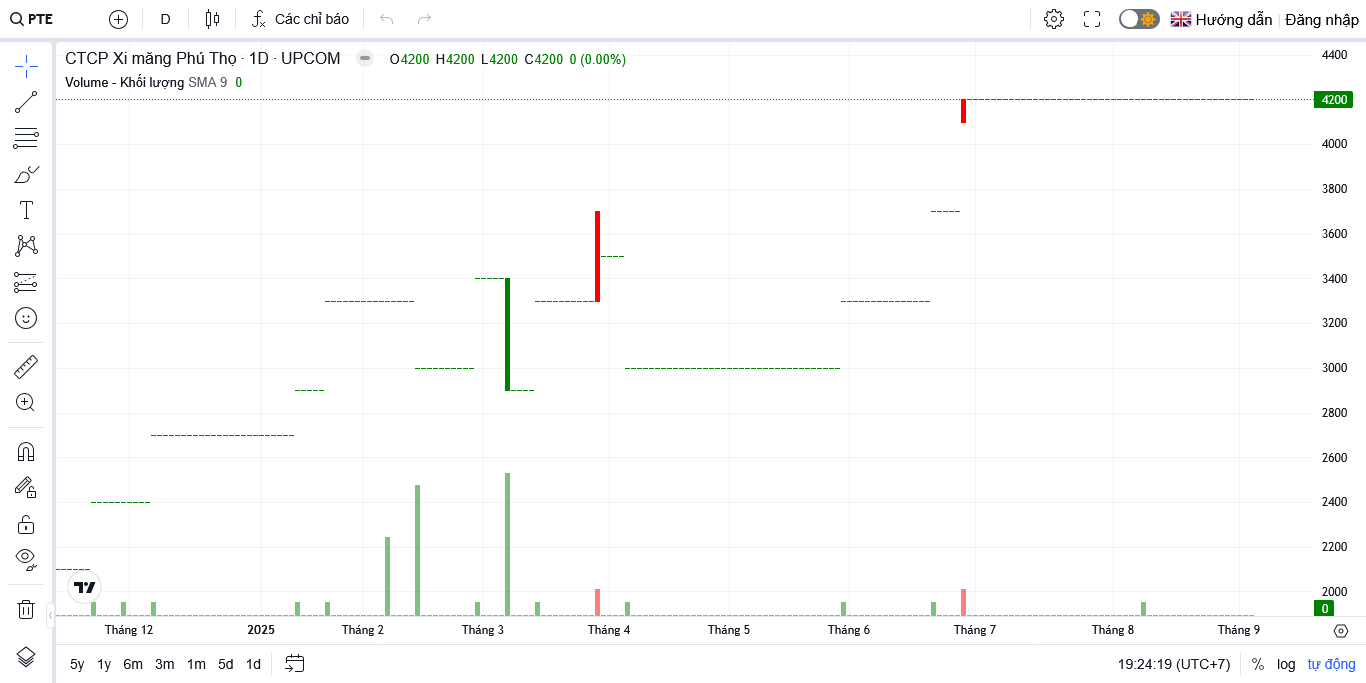 PTE D Các chỉ báo Hướng dẫn Đăng nhập
CTCP Xi măng Phú Thọ · 1D · UPCOM O4200 H4200 L4200 C4200 0 (0.00%)
Volume - Khối lượng SMA 9 0
4400
4200
4000
3800
3600
3400
3200
3000
2800
2600
2400
2200
2000
0
Tháng 12 2025 Tháng 2 Tháng 3 Tháng 4 Tháng 5 Tháng 6 Tháng 7 Tháng 8 Tháng 9
5y 1y 6m 3m 1m 5d 1d 19:24:19 (UTC+7) % log tự động